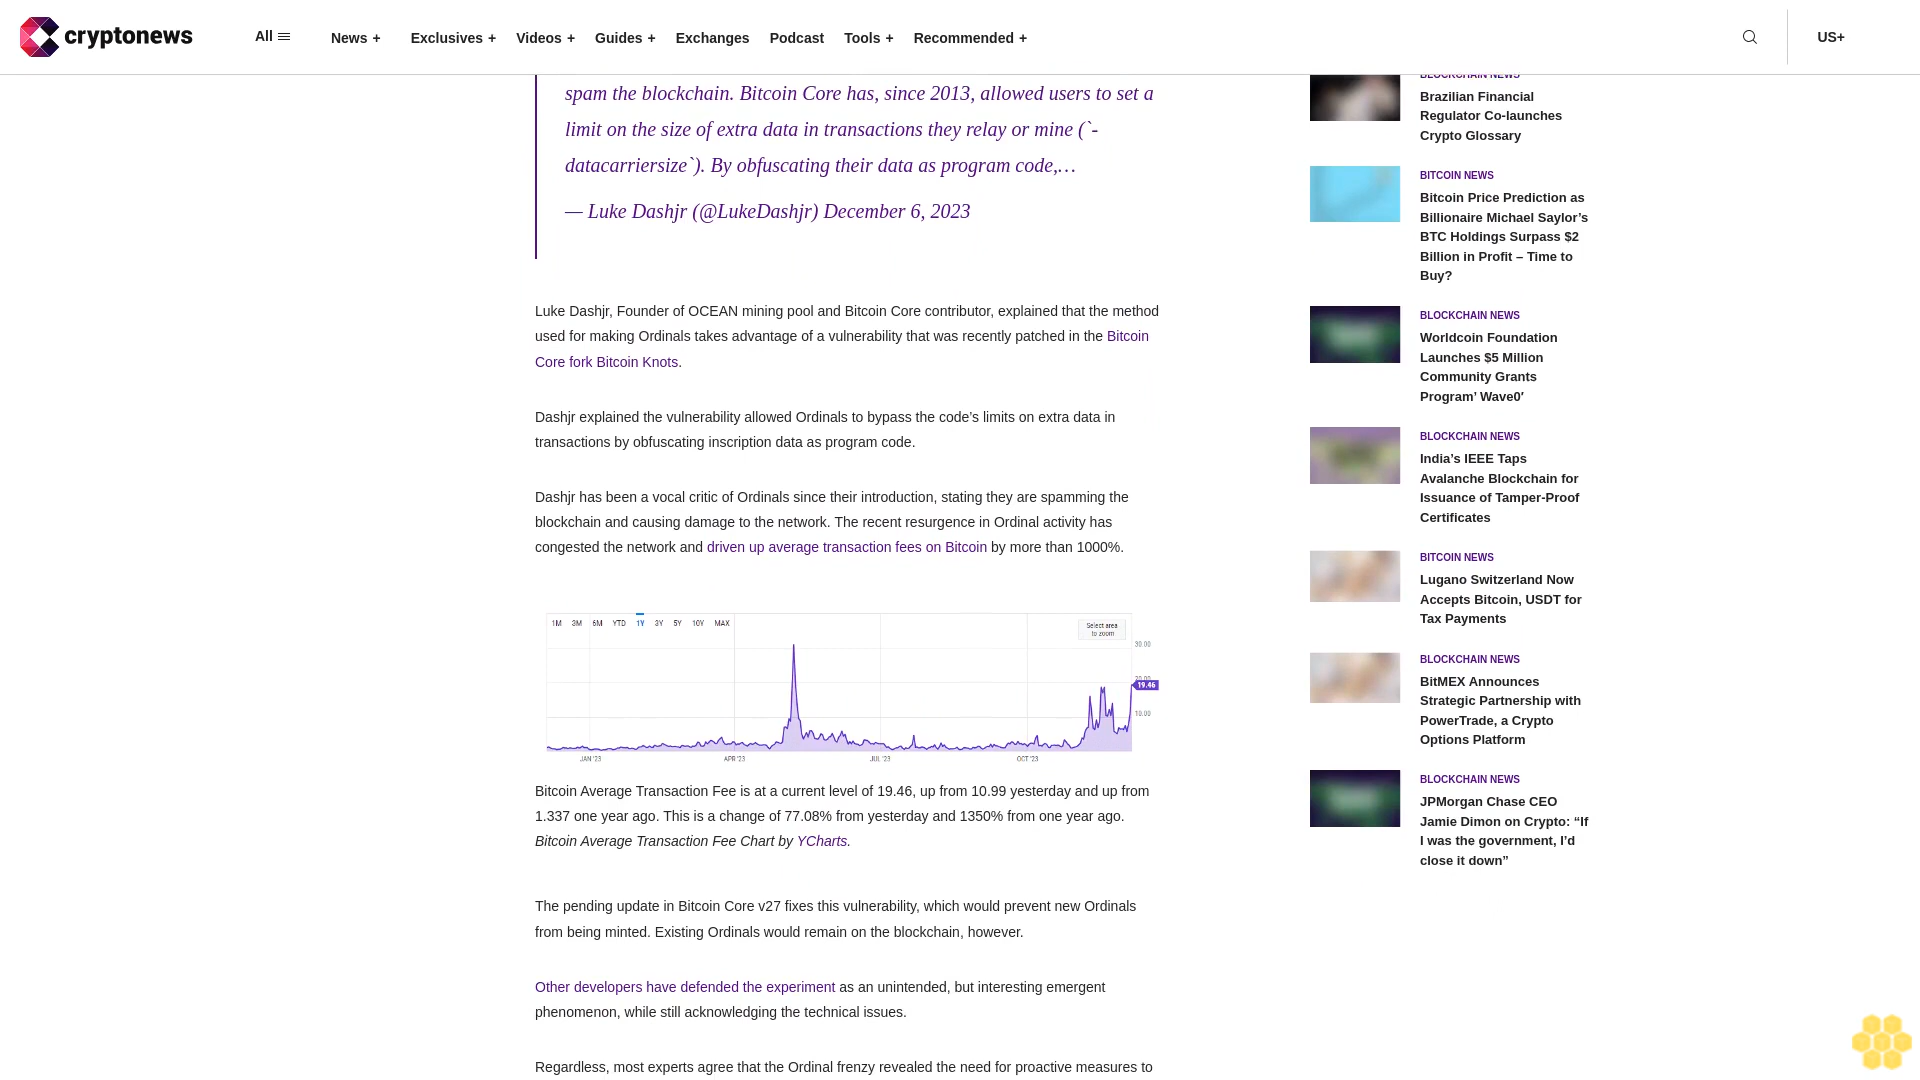 cryptonews
All
News +
Exclusives +
Videos +
Guides +
Exchanges
Podcast
Tools +
Recommended +
US+
spam the blockchain. Bitcoin Core has, since 2013, allowed users to set a
limit on the size of extra data in transactions they relay or mine (`-
datacarriersize`). By obfuscating their data as program code,…
— Luke Dashjr (@LukeDashjr) December 6, 2023
Luke Dashjr, Founder of OCEAN mining pool and Bitcoin Core contributor, explained that the method
used for making Ordinals takes advantage of a vulnerability that was recently patched in the Bitcoin
Core fork Bitcoin Knots.
Dashjr explained the vulnerability allowed Ordinals to bypass the code’s limits on extra data in
transactions by obfuscating inscription data as program code.
Dashjr has been a vocal critic of Ordinals since their introduction, stating they are spamming the
blockchain and causing damage to the network. The recent resurgence in Ordinal activity has
congested the network and driven up average transaction fees on Bitcoin by more than 1000%.
1M 3M 6M YTD 1Y 3Y 5Y 10Y MAX
Select area
to zoom
30.00
20.00
19.46
10.00
JAN '23
APR '23
JUL '23
OCT '23
Bitcoin Average Transaction Fee is at a current level of 19.46, up from 10.99 yesterday and up from
1.337 one year ago. This is a change of 77.08% from yesterday and 1350% from one year ago.
Bitcoin Average Transaction Fee Chart by YCharts.
The pending update in Bitcoin Core v27 fixes this vulnerability, which would prevent new Ordinals
from being minted. Existing Ordinals would remain on the blockchain, however.
Other developers have defended the experiment as an unintended, but interesting emergent
phenomenon, while still acknowledging the technical issues.
Regardless, most experts agree that the Ordinal frenzy revealed the need for proactive measures to
BLOCKCHAIN NEWS
Brazilian Financial
Regulator Co-launches
Crypto Glossary
BITCOIN NEWS
Bitcoin Price Prediction as
Billionaire Michael Saylor’s
BTC Holdings Surpass $2
Billion in Profit – Time to
Buy?
BLOCKCHAIN NEWS
Worldcoin Foundation
Launches $5 Million
Community Grants
Program’ Wave0′
BLOCKCHAIN NEWS
India’s IEEE Taps
Avalanche Blockchain for
Issuance of Tamper-Proof
Certificates
BITCOIN NEWS
Lugano Switzerland Now
Accepts Bitcoin, USDT for
Tax Payments
BLOCKCHAIN NEWS
BitMEX Announces
Strategic Partnership with
PowerTrade, a Crypto
Options Platform
BLOCKCHAIN NEWS
JPMorgan Chase CEO
Jamie Dimon on Crypto: “If
I was the government, I’d
close it down”